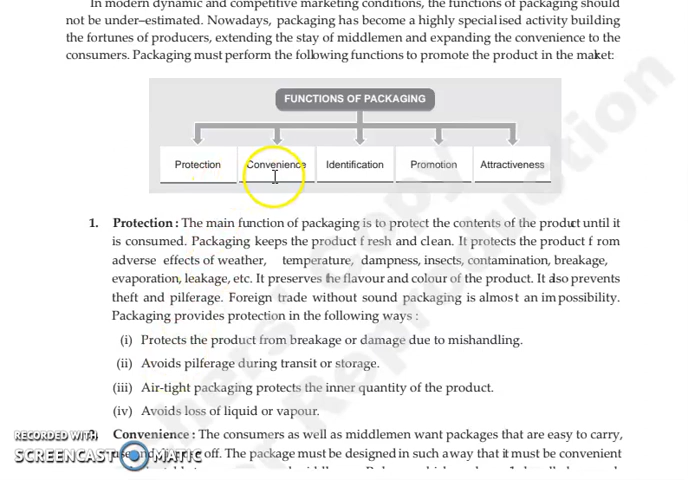 In modern dynamic and competitive marketing conditions, the functions of packaging should
not be under–estimated. Nowadays, packaging has become a highly specialised activity building
the fortunes of producers, extending the stay of middlemen and expanding the convenience to the
consumers. Packaging must perform the following functions to promote the product in the maket:
FUNCTIONS OF PACKAGING
Protection Convenience Identification Promotion Attractiveness
1. Protection : The main function of packaging is to protect the contents of the product until it
is consumed. Packaging keeps the product f resh and clean. It protects the product f rom
adverse effects of weather, temperature, dampness, insects, contamination, breakage,
evaporation, leakage, etc. It preserves the flavour and colour of the product. It also prevents
theft and pilferage. Foreign trade without sound packaging is almost an impossibility.
Packaging provides protection in the following ways :
(i) Protects the product from breakage or damage due to mishandling.
(ii) Avoids pilferage during transit or storage.
(iii) Air-tight packaging protects the inner quantity of the product.
(iv) Avoids loss of liquid or vapour.
Convenience : The consumers as well as middlemen want packages that are easy to carry,
off. The package must be designed in such a way that it must be convenient
RECORDED WITH
SCREENCAST MATIC
Reproduction